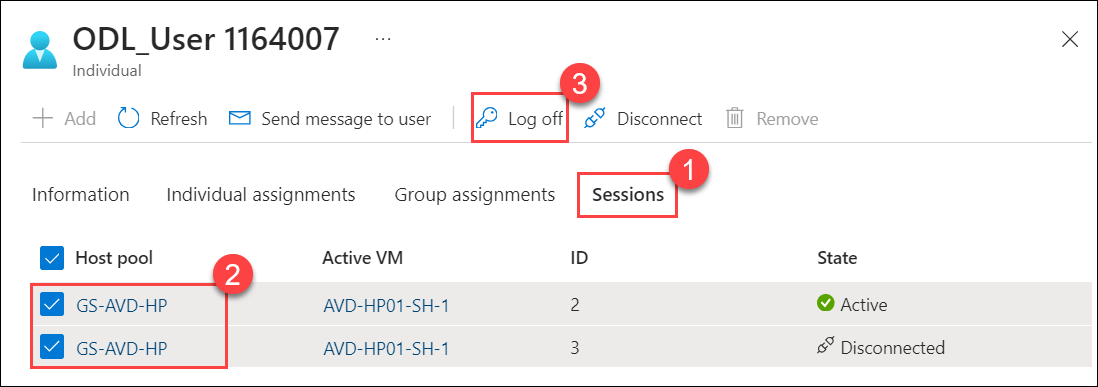 ODL_User 1164007 ...
Individual
3
Add Refresh Send message to user Log off Disconnect Remove
1
Information Individual assignments Group assignments Sessions
Host pool Active VM ID State
2
GS-AVD-HP AVD-HP01-SH-1 2 Active
GS-AVD-HP AVD-HP01-SH-1 3 Disconnected